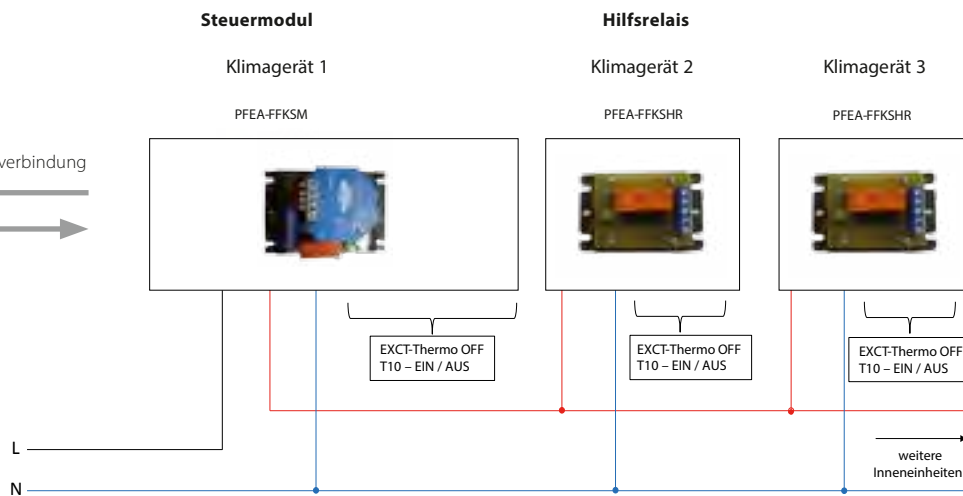 Steuermodul
Hilfsrelais
Klimagerät 1
Klimagerät 2
Klimagerät 3
PFEA-FFKSM
PFEA-FFKSHR
PFEA-FFKSHR
verbindung
EXCT-Thermo OFF
T10 – EIN / AUS
EXCT-Thermo OFF
T10 – EIN / AUS
EXCT-Thermo OFF
T10 – EIN / AUS
L
weitere
Inneneinheiten
N